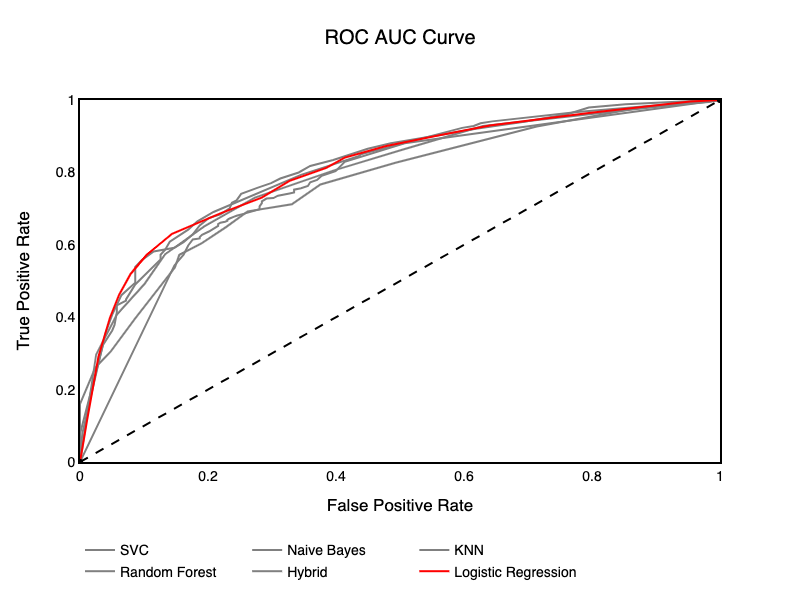 ROC AUC Curve
1
0.8
0.6
0.4
0.2
0
True Positive Rate
0 0.2 0.4 0.6 0.8 1
False Positive Rate
SVC Naive Bayes KNN
Random Forest Hybrid Logistic Regression